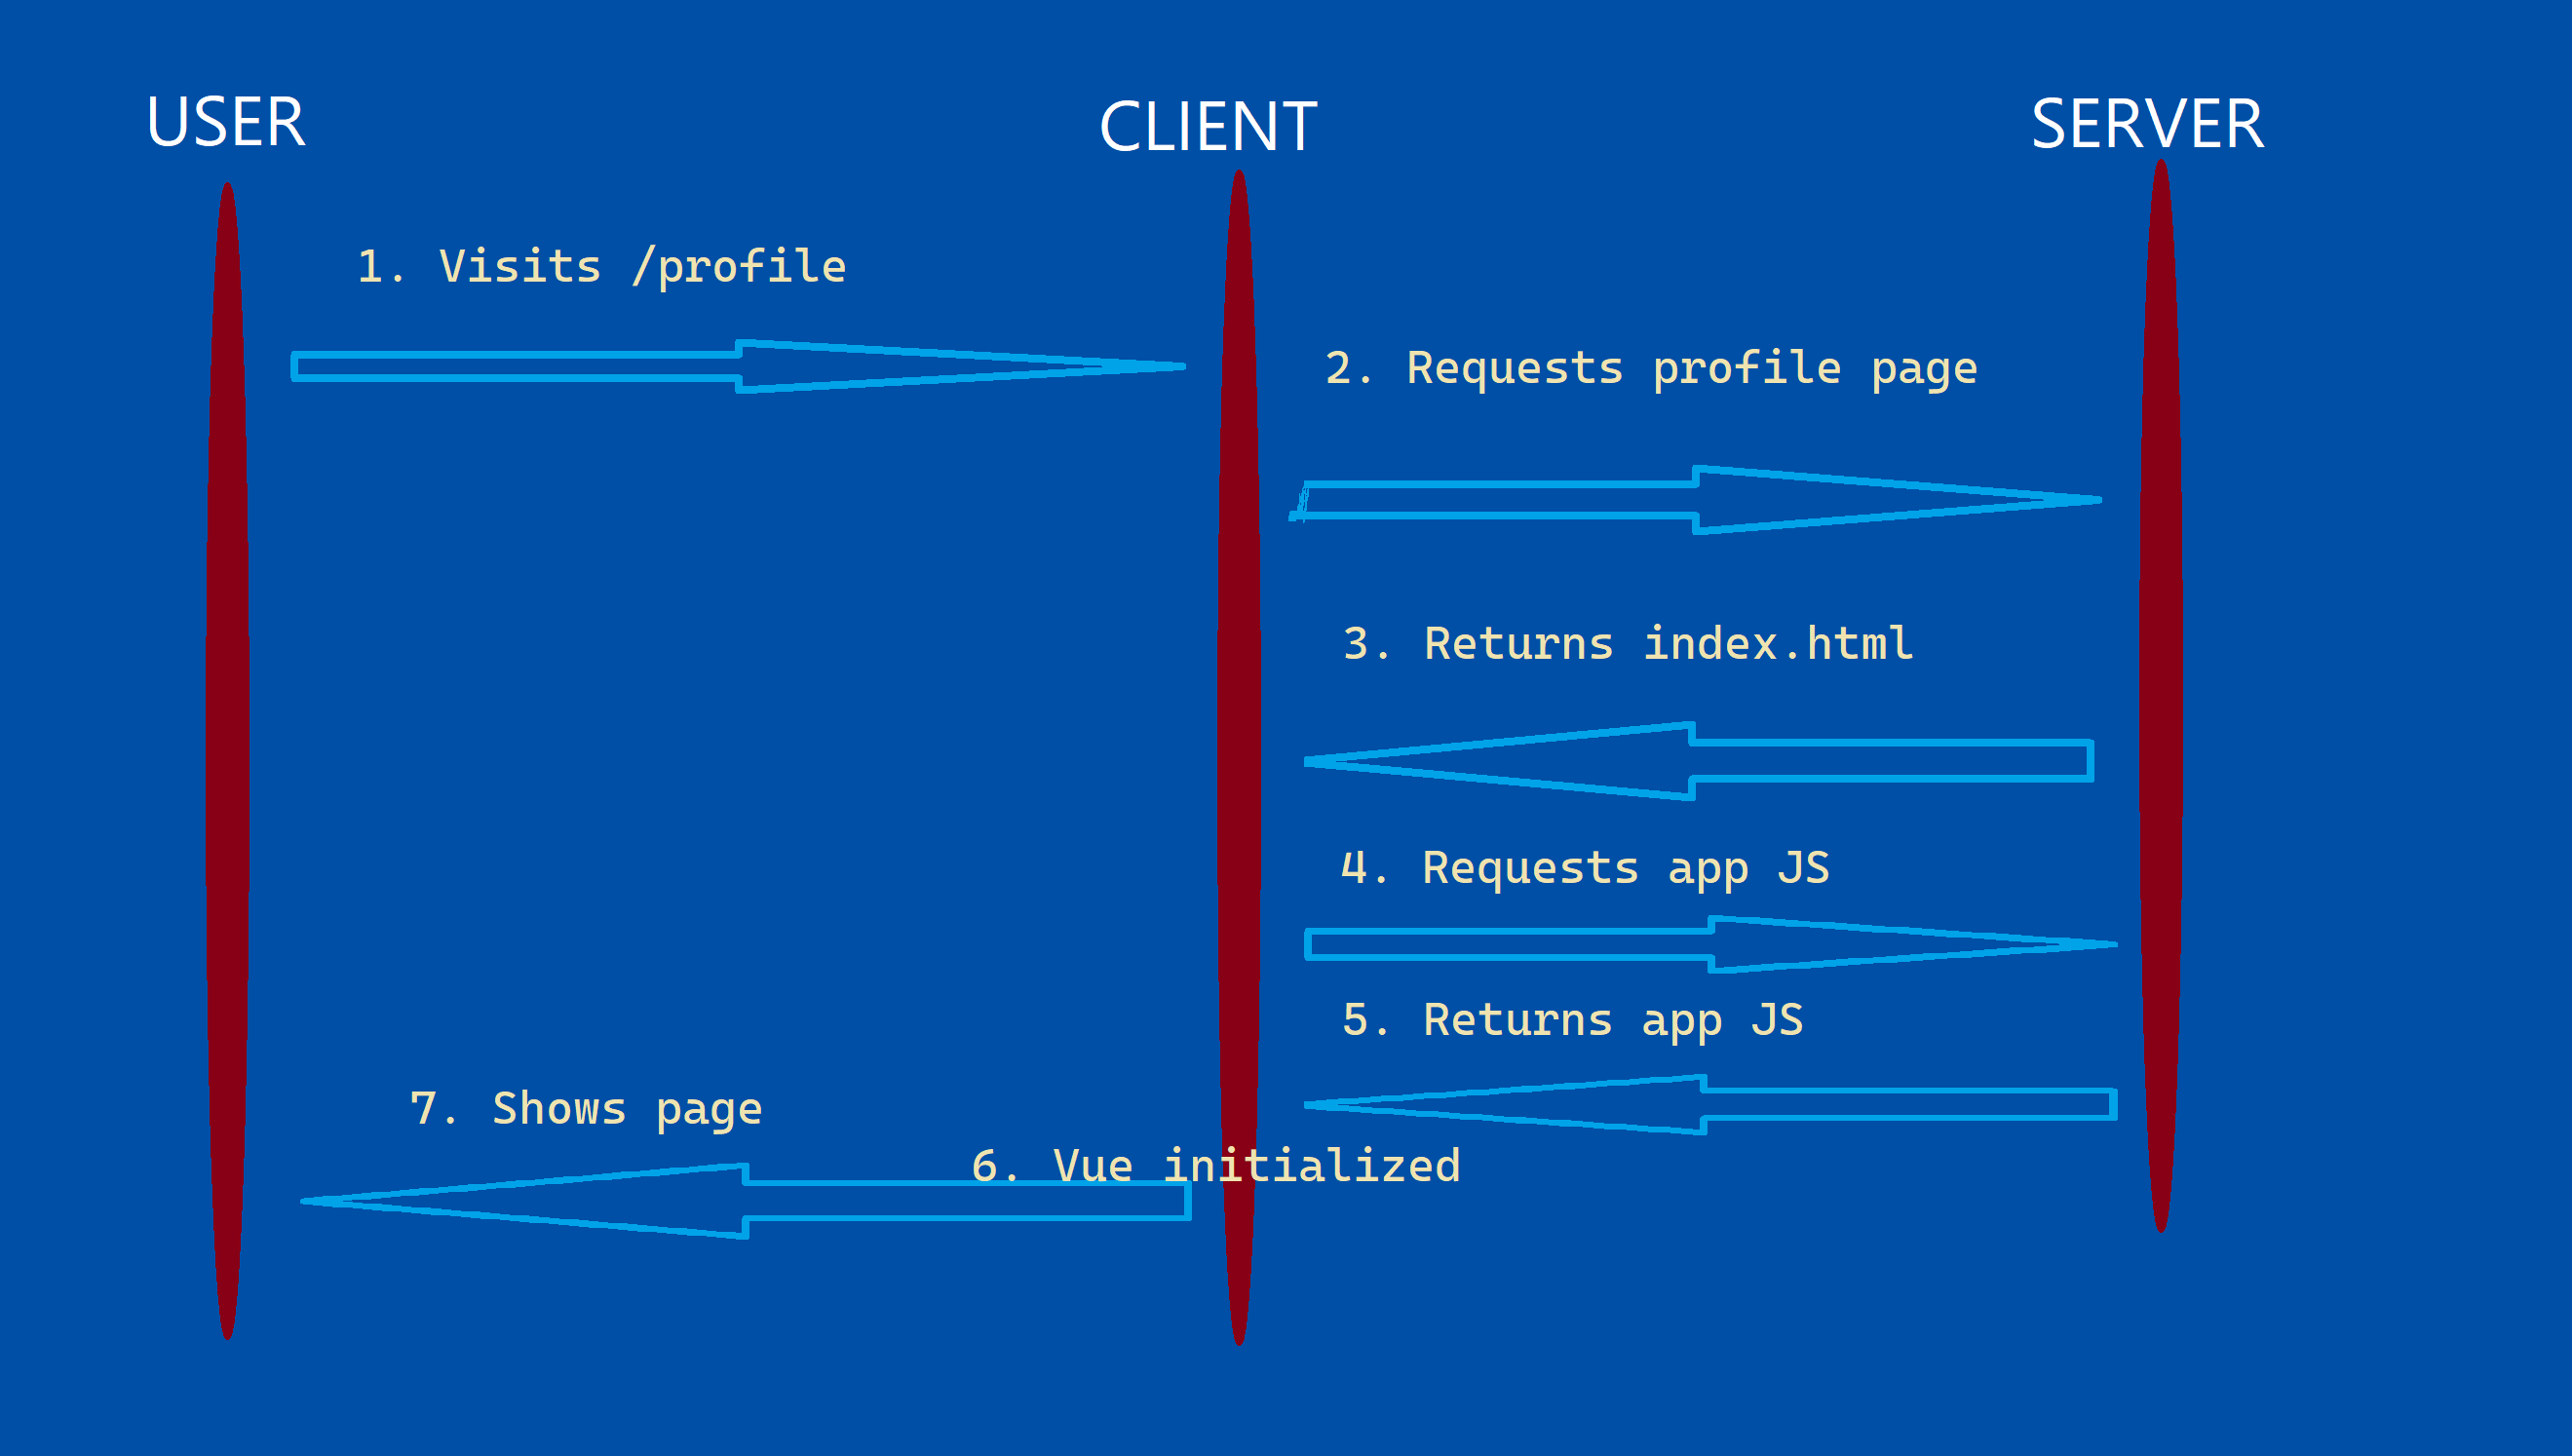 USER
CLIENT
SERVER
1. Visits /profile
2. Requests profile page
3. Returns index.html
4. Requests app JS
5. Returns app JS
6. Vue initialized
7. Shows page